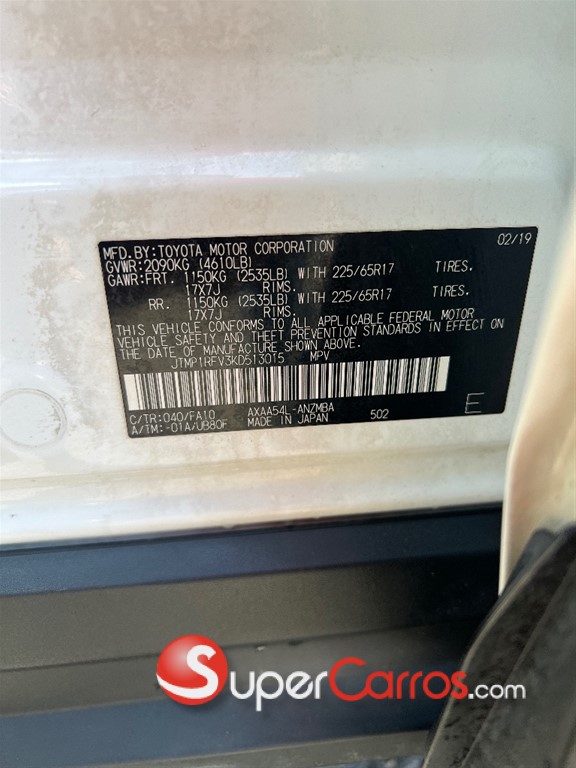 MFD.BY:TOYOTA MOTOR CORPORATION 02/19
GVWR:2090KG (4610LB)
GAWR:FRT. 1150KG (2535LB) WITH 225/65R17 TIRES.
17X7J RIMS.
RR. 1150KG (2535LB) WITH 225/65R17 TIRES.
17X7J RIMS.
THIS VEHICLE CONFORMS TO ALL APPLICABLE FEDERAL MOTOR
VEHICLE SAFETY AND THEFT PREVENTION STANDARDS IN EFFECT ON
THE DATE OF MANUFACTURE SHOWN ABOVE.
JTMP1RFV3KD5130T5 MPV
C/TR:040/FA10 AXAA54L-ANZMBA 502 E
A/TM:-01A/UB80F MADE IN JAPAN
SUPERCARROS.com